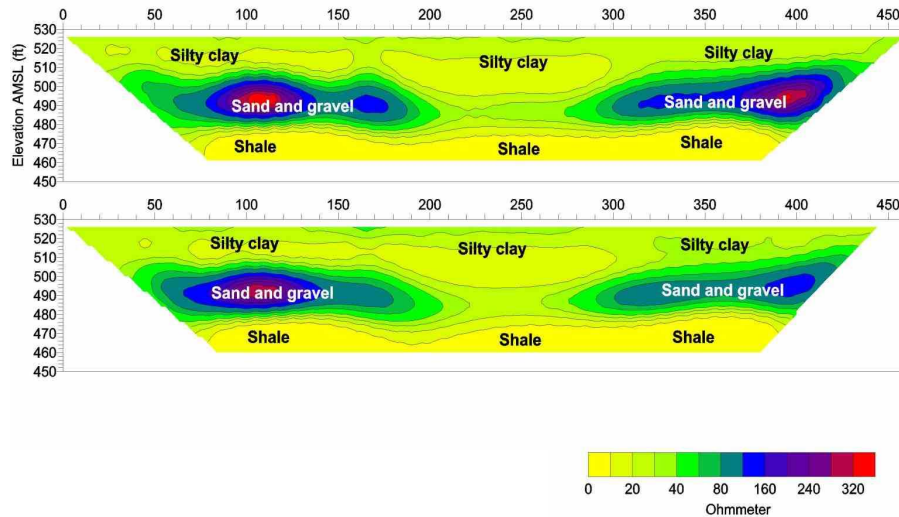 0 50 100 150 200 250 300 350 400 450
530
520
510
500
490
480
470
460
450
Elevation AMSL (ft)
Silty clay Silty clay Silty clay
Sand and gravel Sand and gravel
Shale Shale Shale
0 50 100 150 200 250 300 350 400 450
530
520
510
500
490
480
470
460
450
Silty clay Silty clay Silty clay
Sand and gravel Sand and gravel
Shale Shale Shale
0 20 40 80 160 240 320
Ohmmeter